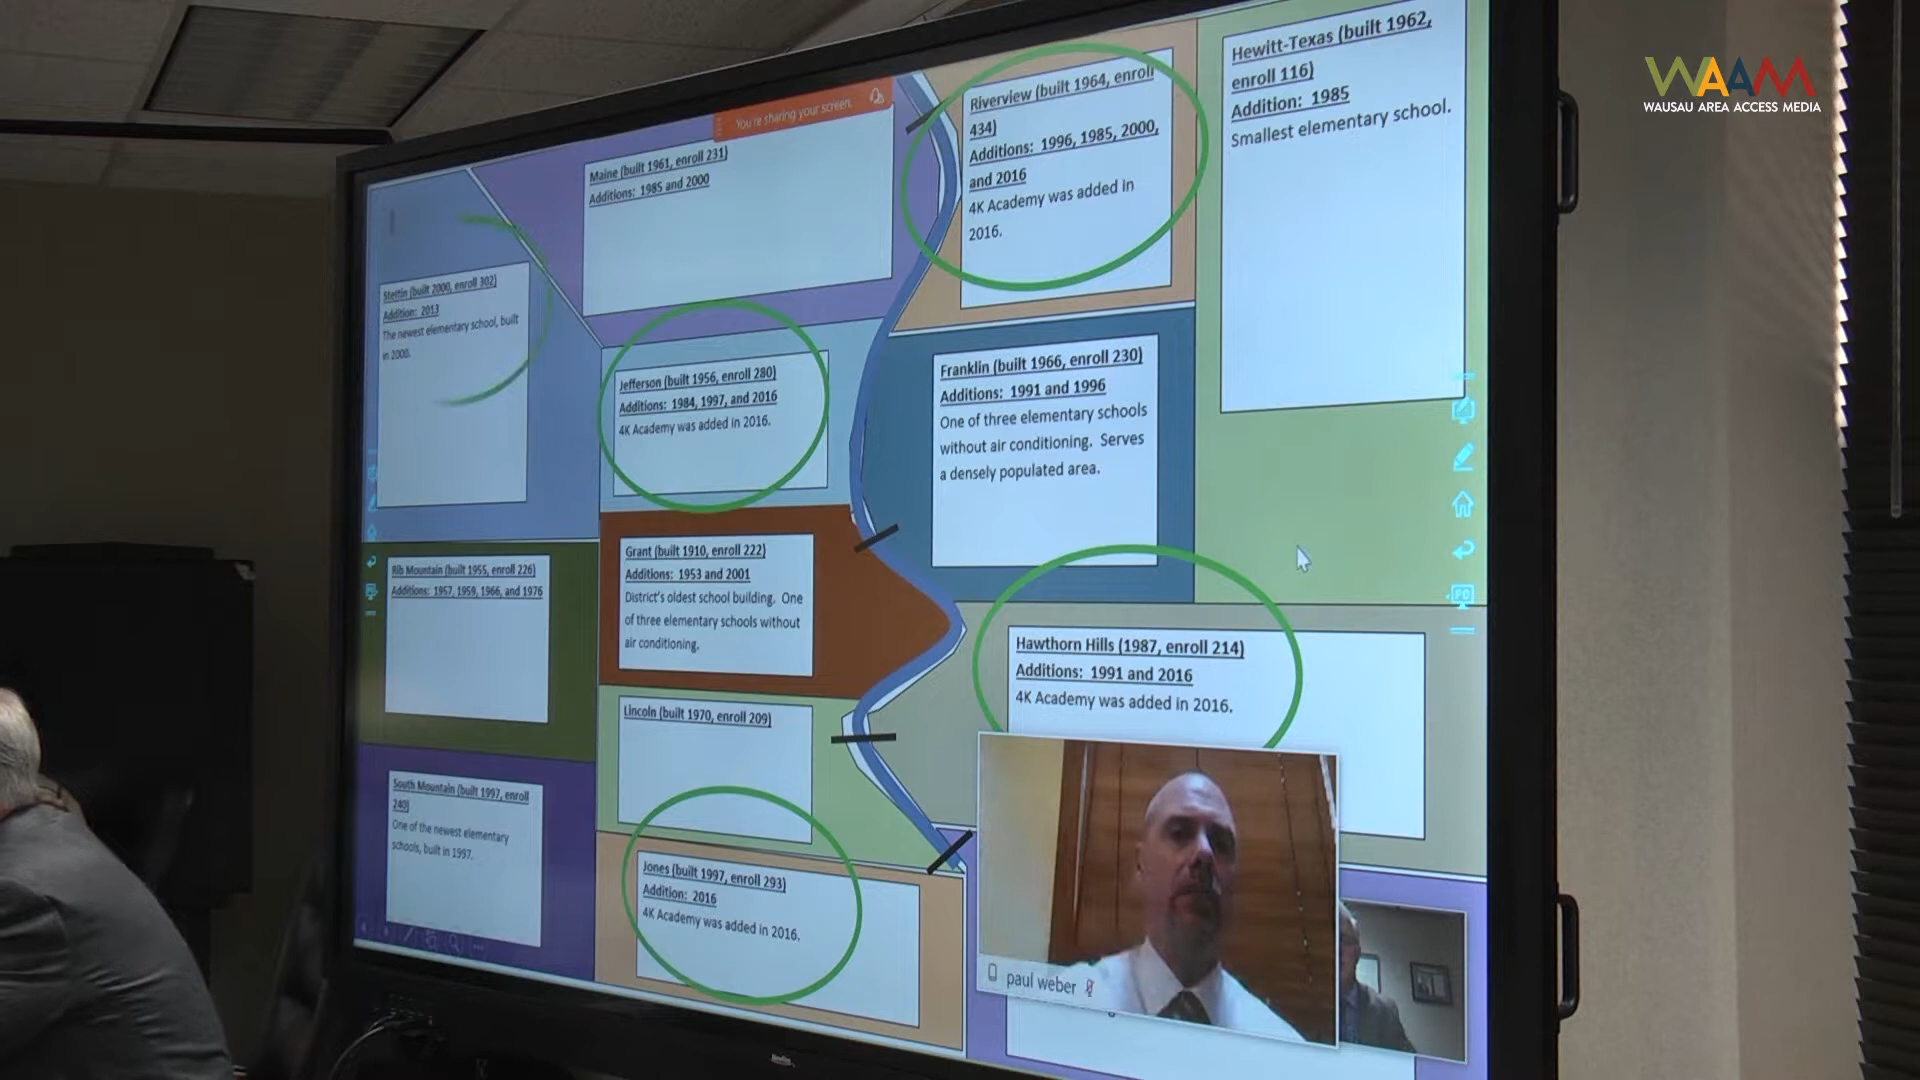 WAAM
WAUSAU AREA ACCESS MEDIA
You're sharing your screen.
Maine (built 1961, enroll 231)
Additions: 1985 and 2000
Riverview (built 1964, enroll
434)
Additions: 1996, 1985, 2000,
and 2016
4K Academy was added in
2016.
Hewitt-Texas (built 1962,
enroll 116)
Addition: 1985
Smallest elementary school.
Stettin (built 2000, enroll 302)
Addition: 2013
The newest elementary school, built
in 2000.
Jefferson (built 1956, enroll 280)
Additions: 1984, 1997, and 2016
4K Academy was added in 2016.
Franklin (built 1966, enroll 230)
Additions: 1991 and 1996
One of three elementary schools
without air conditioning. Serves
a densely populated area.
Rib Mountain (built 1955, enroll 226)
Additions: 1957, 1959, 1966, and 1976
Grant (built 1910, enroll 222)
Additions: 1953 and 2001
District's oldest school building. One
of three elementary schools without
air conditioning.
Hawthorn Hills (1987, enroll 214)
Additions: 1991 and 2016
4K Academy was added in 2016.
Lincoln (built 1970, enroll 209)
South Mountain (built 1997, enroll
240)
One of the newest elementary
schools, built in 1997.
Jones (built 1997, enroll 293)
Addition: 2016
4K Academy was added in 2016.
paul weber
PC